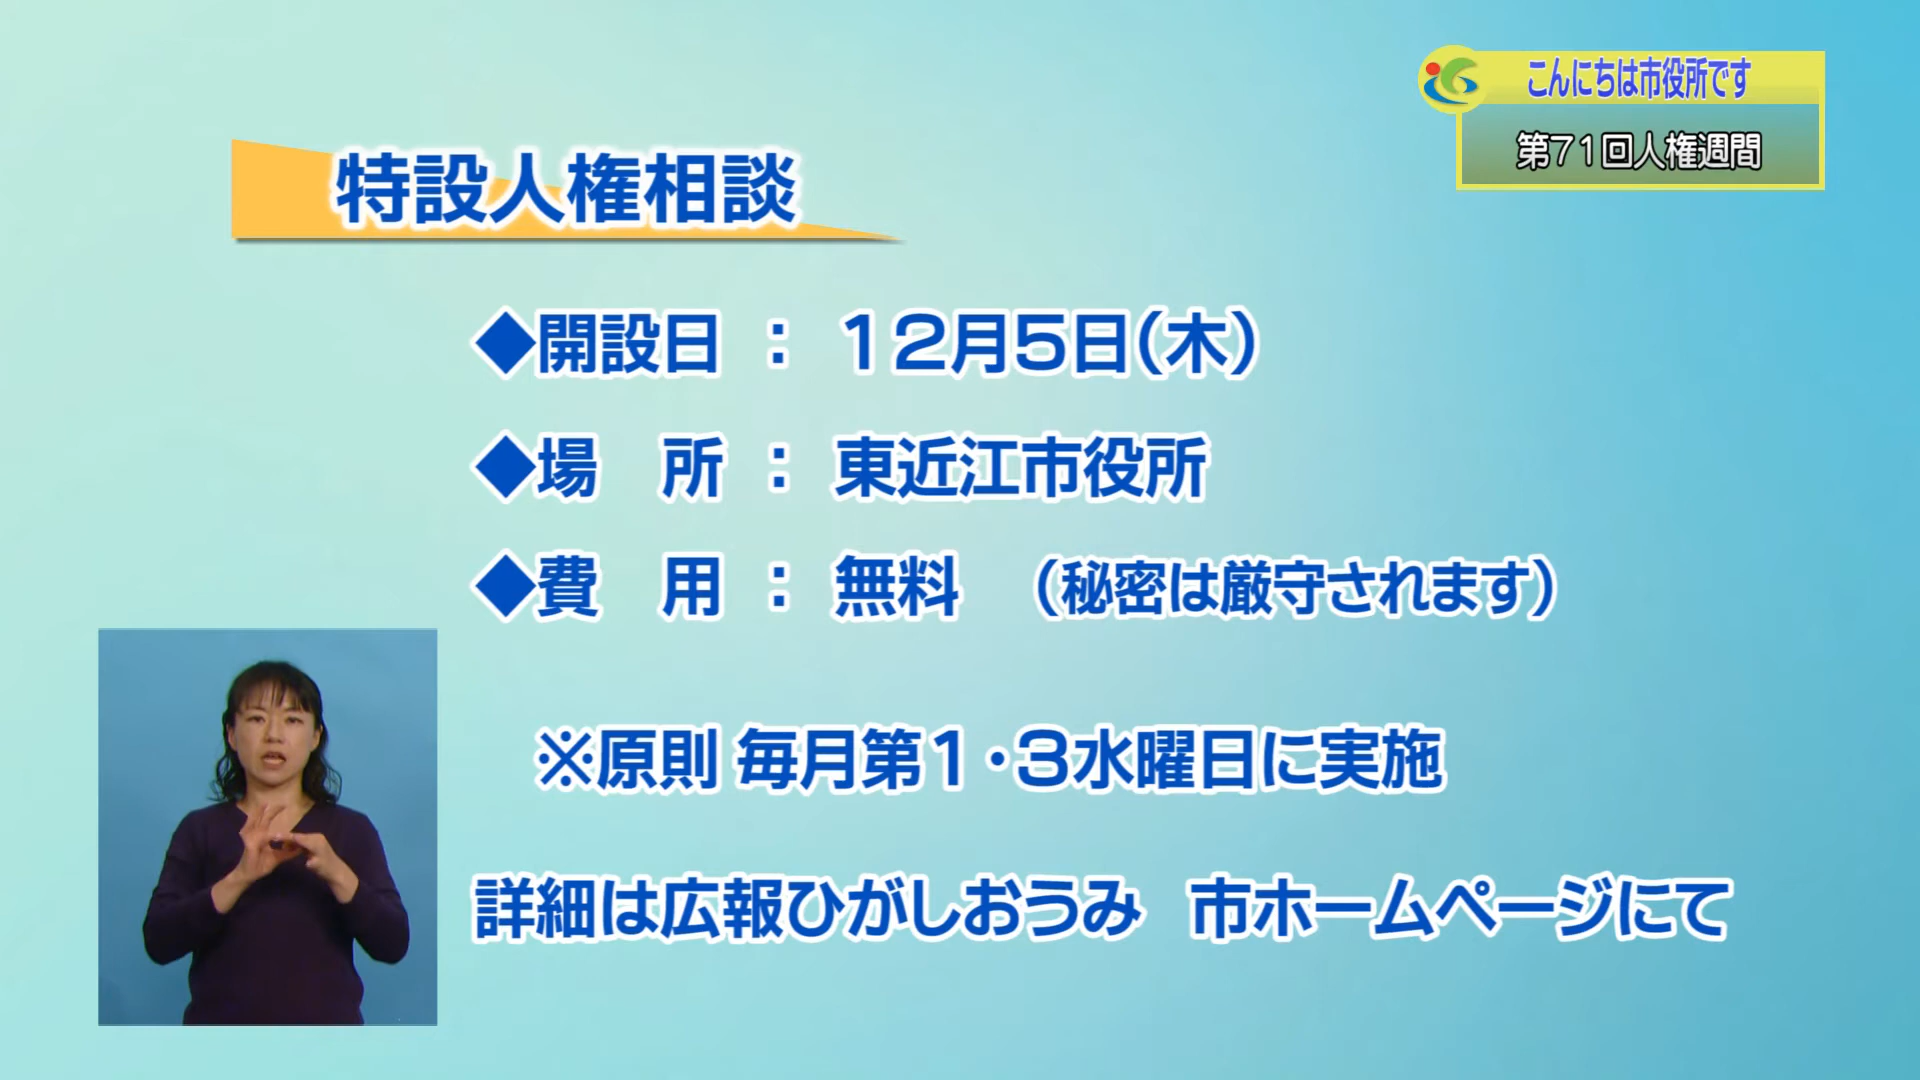 こんにちは市役所です
第71回人権週間
特設人権相談
◆開設日 : 12月5日(木)
◆場　所 : 東近江市役所
◆費　用 : 無料　(秘密は厳守されます)
※原則 毎月第1・3水曜日に実施
詳細は広報ひがしおうみ　市ホームページにて